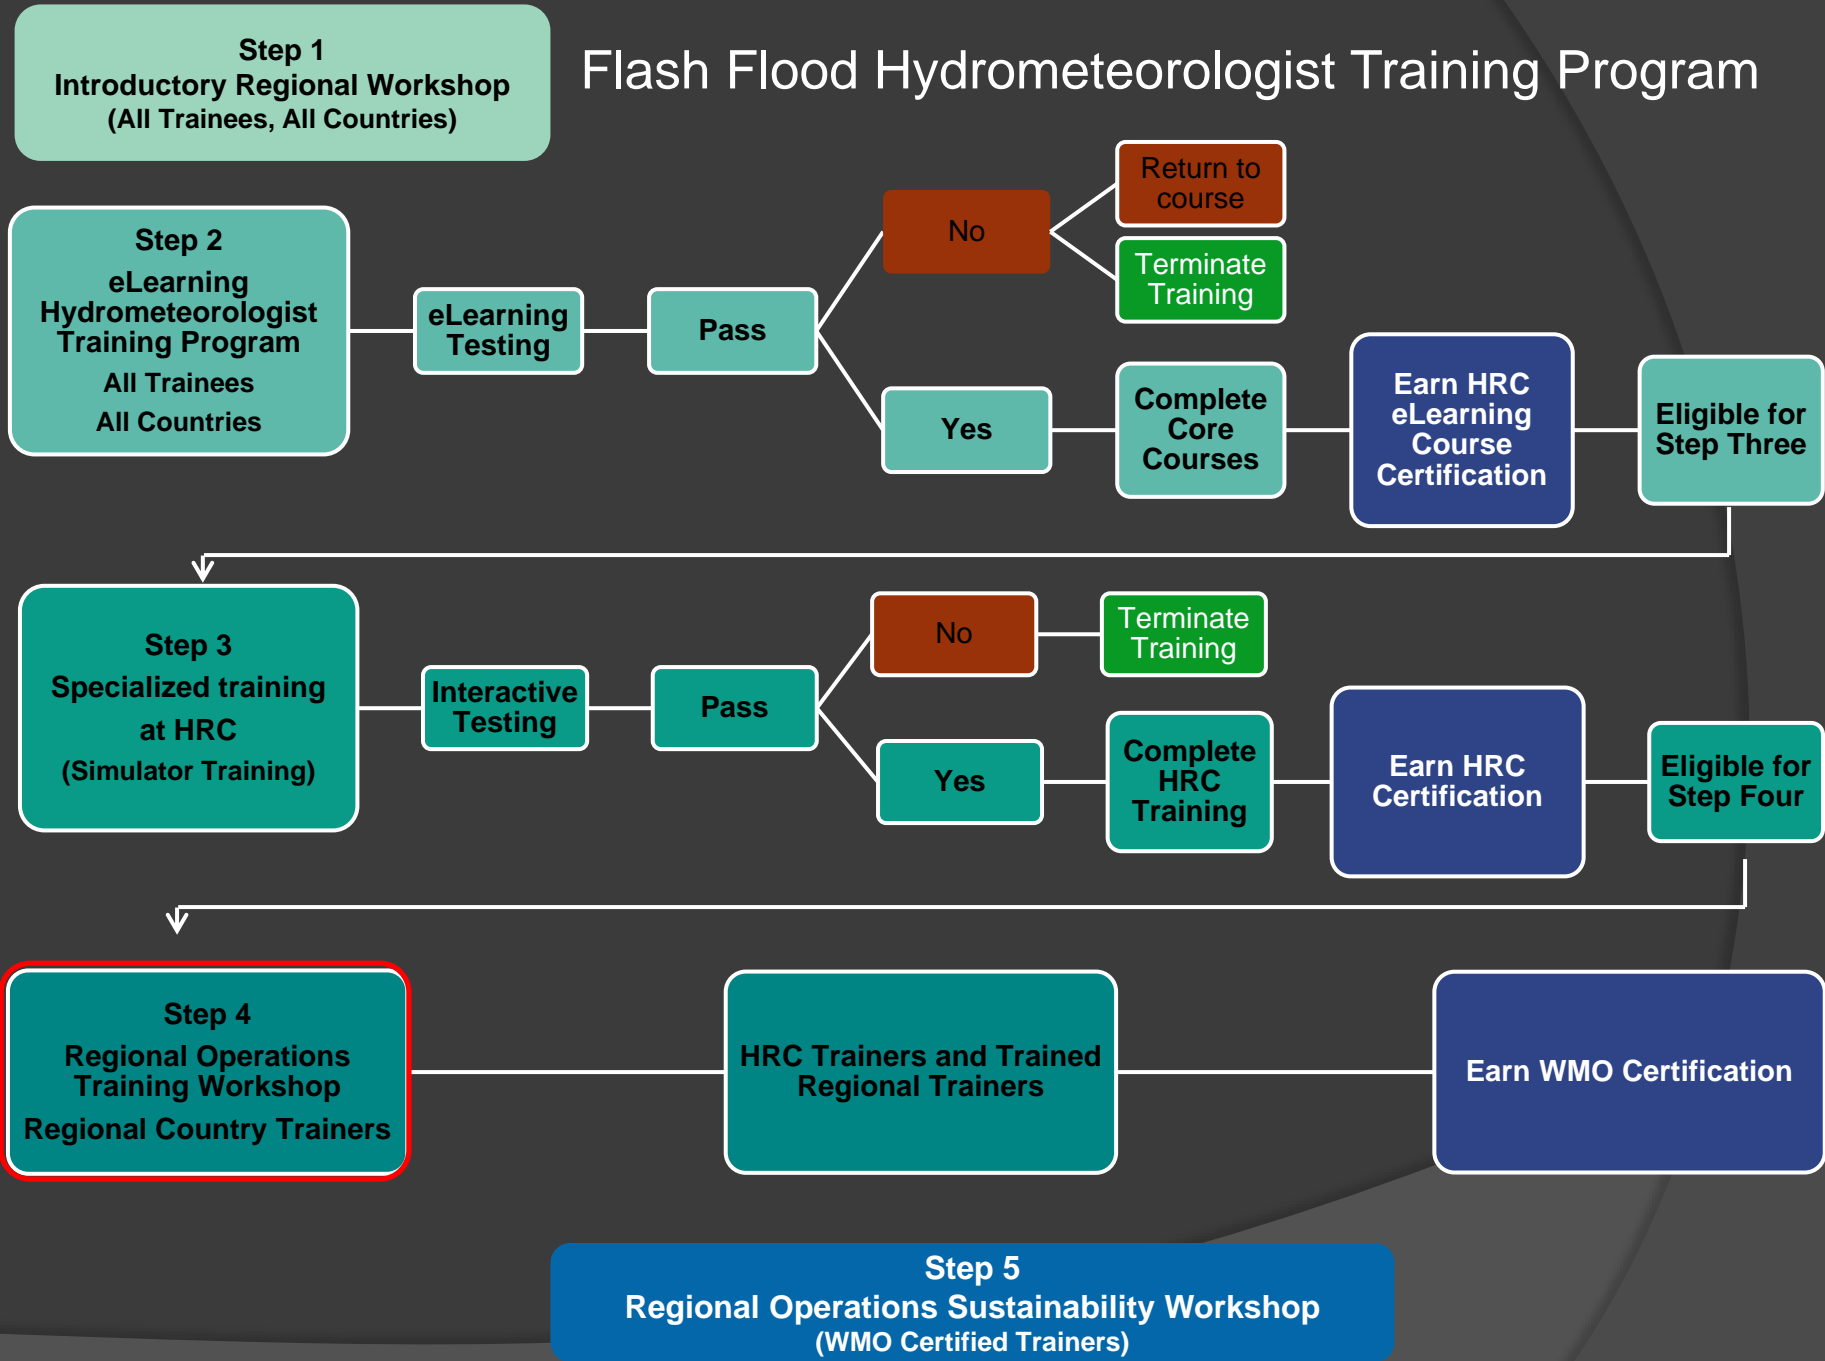 Step 1
Introductory Regional Workshop
(All Trainees, All Countries)
Flash Flood Hydrometeorologist Training Program
Step 2
eLearning
Hydrometeorologist
Training Program
All Trainees
All Countries
eLearning
Testing
Pass
No
Return to
course
Terminate
Training
Yes
Complete
Core
Courses
Earn HRC
eLearning
Course
Certification
Eligible for
Step Three
Step 3
Specialized training
at HRC
(Simulator Training)
Interactive
Testing
Pass
No
Terminate
Training
Yes
Complete
HRC
Training
Earn HRC
Certification
Eligible for
Step Four
Step 4
Regional Operations
Training Workshop
Regional Country Trainers
HRC Trainers and Trained
Regional Trainers
Earn WMO Certification
Step 5
Regional Operations Sustainability Workshop
(WMO Certified Trainers)